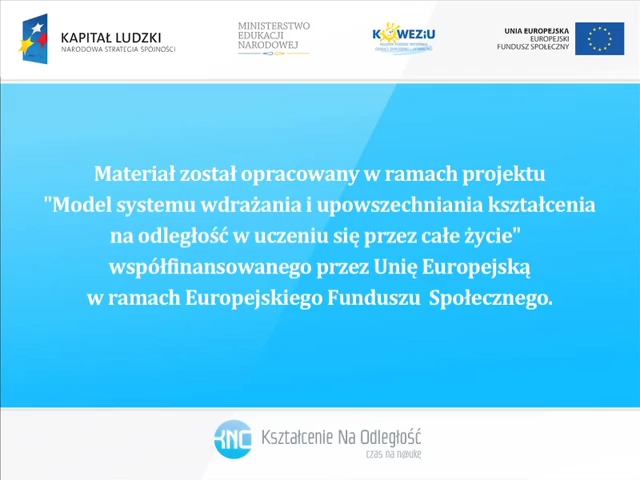 KAPITAŁ LUDZKI
NARODOWA STRATEGIA SPÓJNOŚCI
MINISTERSTWO
EDUKACJI
NARODOWEJ
KOWEZiU
UNIA EUROPEJSKA
EUROPEJSKI
FUNDUSZ SPOŁECZNY
Materiał został opracowany w ramach projektu
"Model systemu wdrażania i upowszechniania kształcenia
na odległość w uczeniu się przez całe życie"
współfinansowanego przez Unię Europejską
w ramach Europejskiego Funduszu Społecznego.
KNO Kształcenie Na Odległość
czas na naukę